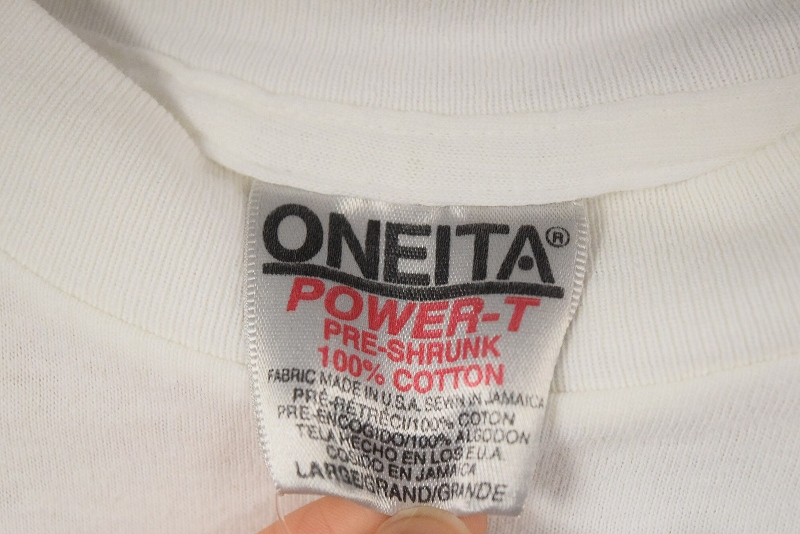 ONEITA®
POWER-T
PRE-SHRUNK
100% COTTON
FABRIC MADE IN U.S.A. SEWN IN JAMAICA
PRÉ-RÉTRÉCI/100% COTON
PRE-ENCOGIDO/100% ALGODON
TELA HECHO EN LOS E.U.A.
COSIDO EN JAMAICA
LARGE/GRAND/GRANDE